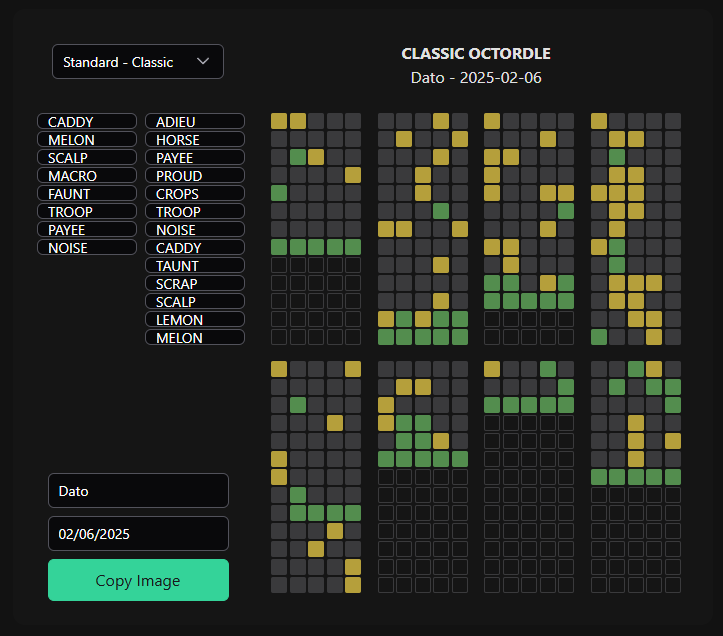 Standard - Classic
CLASSIC OCTORDLE
Dato - 2025-02-06
CADDY ADIEU
MELON HORSE
SCALP PAYEE
MACRO PROUD
FAUNT CROPS
TROOP TROOP
PAYEE NOISE
NOISE CADDY
TAUNT
SCRAP
SCALP
LEMON
MELON
Dato
02/06/2025
Copy Image